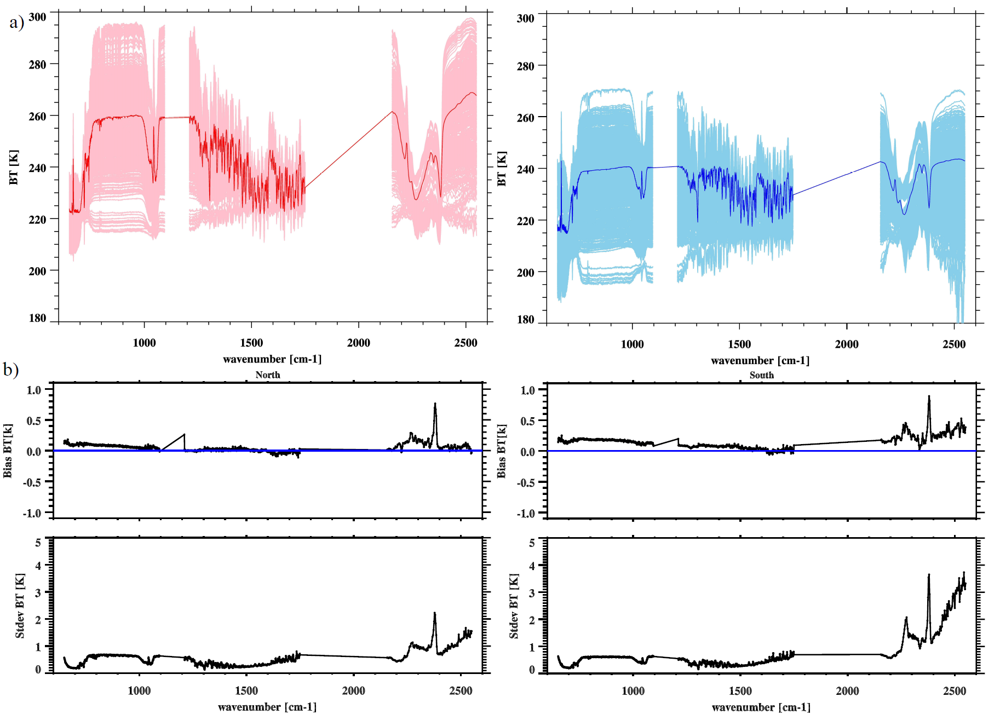 a)
300
280
260
240
220
200
180
BT [K]
1000 1500 2000 2500
wavenumber [cm-1]
300
280
260
240
220
200
180
BT [K]
1000 1500 2000 2500
wavenumber [cm-1]
b)
North
1.0
0.5
0.0
-0.5
-1.0
Bias BT[k]
South
1.0
0.5
0.0
-0.5
-1.0
Bias BT[k]
5
4
3
2
1
0
Stdev BT [K]
1000 1500 2000 2500
wavenumber [cm-1]
5
4
3
2
1
0
Stdev BT [K]
1000 1500 2000 2500
wavenumber [cm-1]